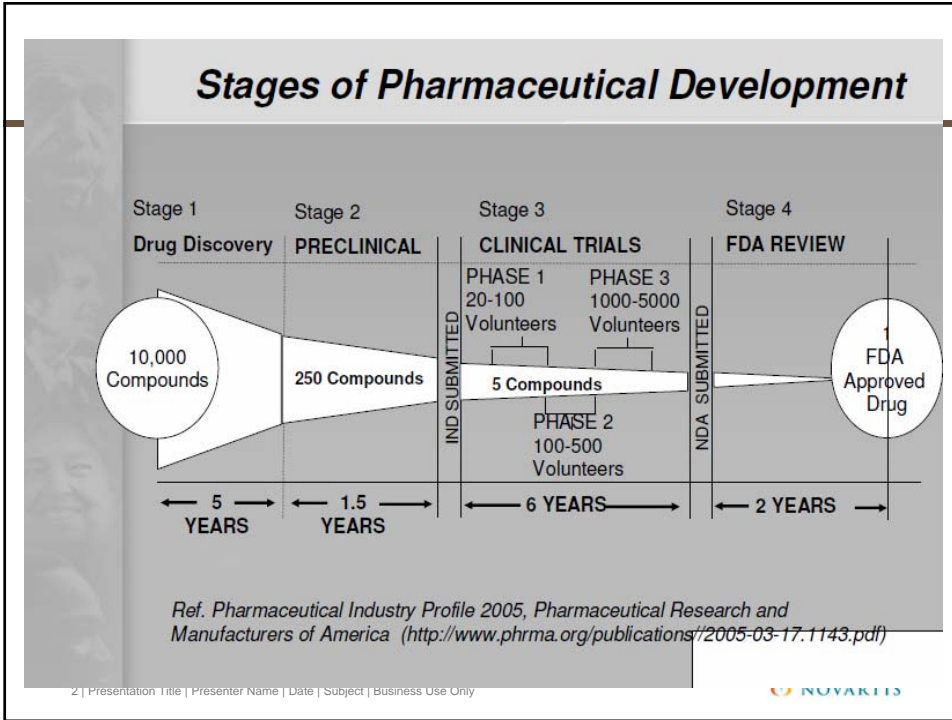 Stages of Pharmaceutical Development
Stage 1
Drug Discovery
Stage 2
PRECLINICAL
Stage 3
CLINICAL TRIALS
Stage 4
FDA REVIEW
PHASE 1
20-100
Volunteers
PHASE 3
1000-5000
Volunteers
10,000
Compounds
250 Compounds
IND SUBMITTED
5 Compounds
PHASE 2
100-500
Volunteers
NDA SUBMITTED
1
FDA
Approved
Drug
5
YEARS
1.5
YEARS
6 YEARS
2 YEARS
Ref. Pharmaceutical Industry Profile 2005, Pharmaceutical Research and
Manufacturers of America (http://www.phrma.org/publications//2005-03-17.1143.pdf)
2 | Presentation Title | Presenter Name | Date | Subject | Business Use Only
NOVARTIS